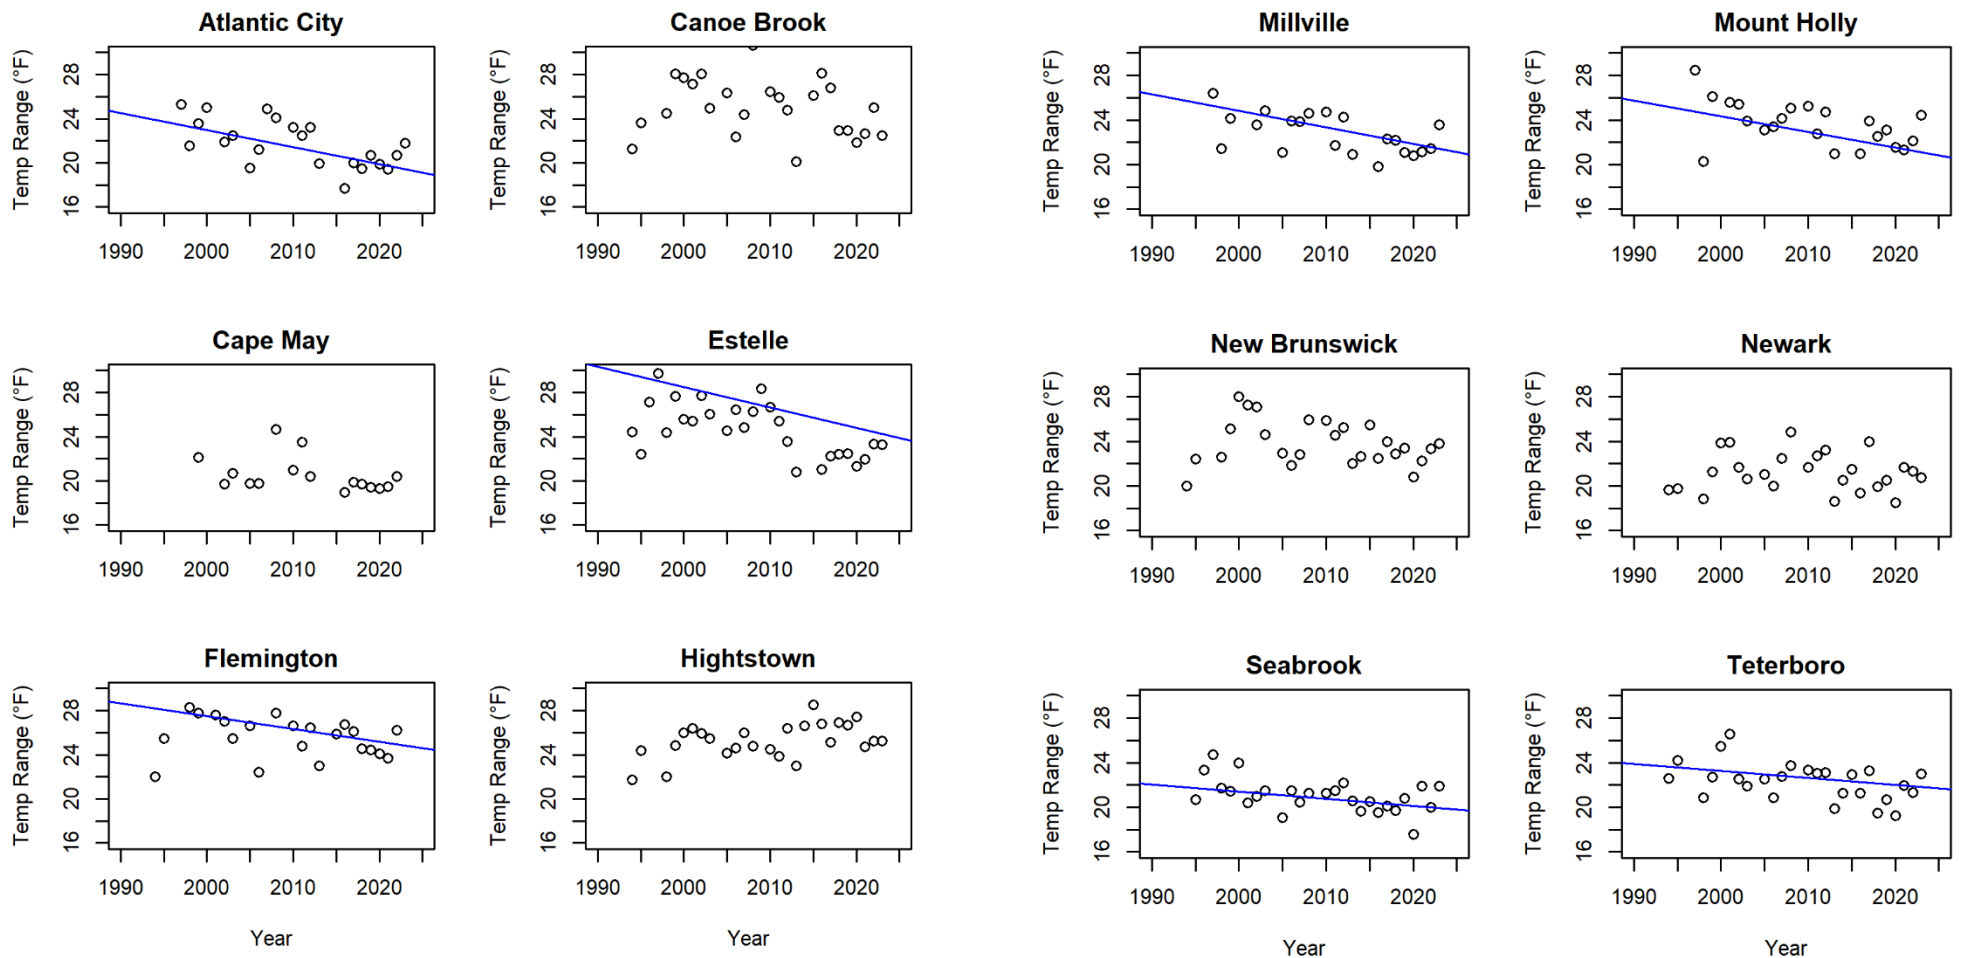 Atlantic City
Temp Range (°F)
16 20 24 28
1990 2000 2010 2020
Canoe Brook
Temp Range (°F)
16 20 24 28
1990 2000 2010 2020
Millville
Temp Range (°F)
16 20 24 28
1990 2000 2010 2020
Mount Holly
Temp Range (°F)
16 20 24 28
1990 2000 2010 2020
Cape May
Temp Range (°F)
16 20 24 28
1990 2000 2010 2020
Estelle
Temp Range (°F)
16 20 24 28
1990 2000 2010 2020
New Brunswick
Temp Range (°F)
16 20 24 28
1990 2000 2010 2020
Newark
Temp Range (°F)
16 20 24 28
1990 2000 2010 2020
Flemington
Temp Range (°F)
16 20 24 28
1990 2000 2010 2020
Year
Hightstown
Temp Range (°F)
16 20 24 28
1990 2000 2010 2020
Year
Seabrook
Temp Range (°F)
16 20 24 28
1990 2000 2010 2020
Year
Teterboro
Temp Range (°F)
16 20 24 28
1990 2000 2010 2020
Year